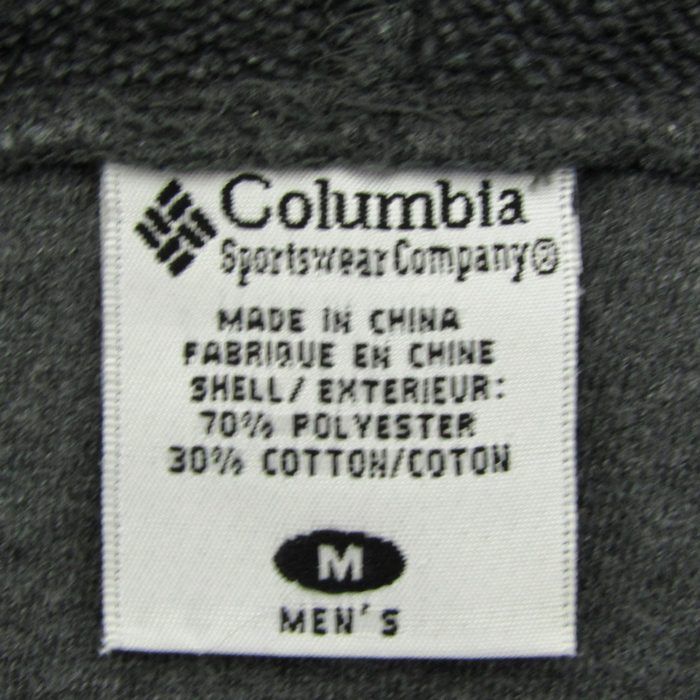 Columbia
Sportswear Company®
MADE IN CHINA
FABRIQUE EN CHINE
SHELL/ EXTERIEUR:
70% POLYESTER
30% COTTON/COTON
M
MEN'S